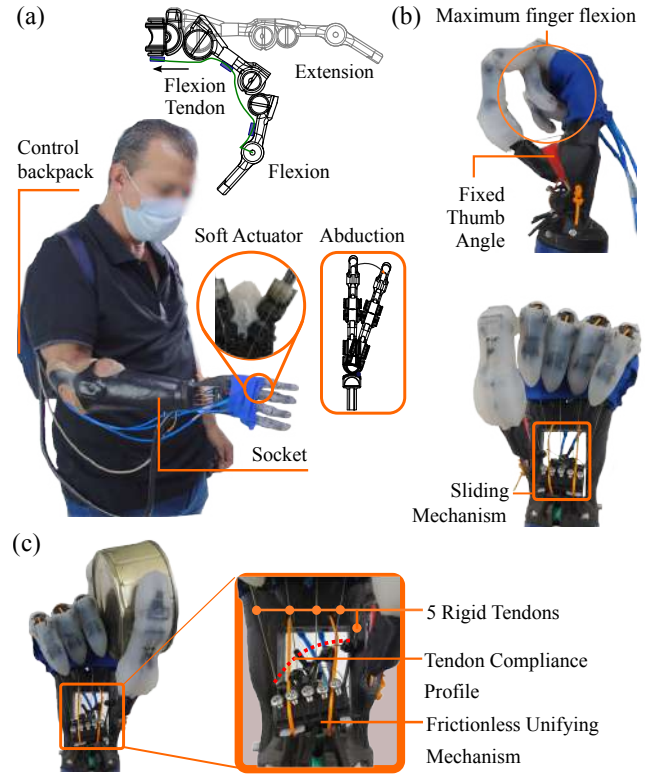 (a)
Extension
Flexion
Tendon
Flexion
Control
backpack
Soft Actuator
Abduction
Socket
(b)
Maximum finger flexion
Fixed
Thumb
Angle
Sliding
Mechanism
(c)
5 Rigid Tendons
Tendon Compliance
Profile
Frictionless Unifying
Mechanism